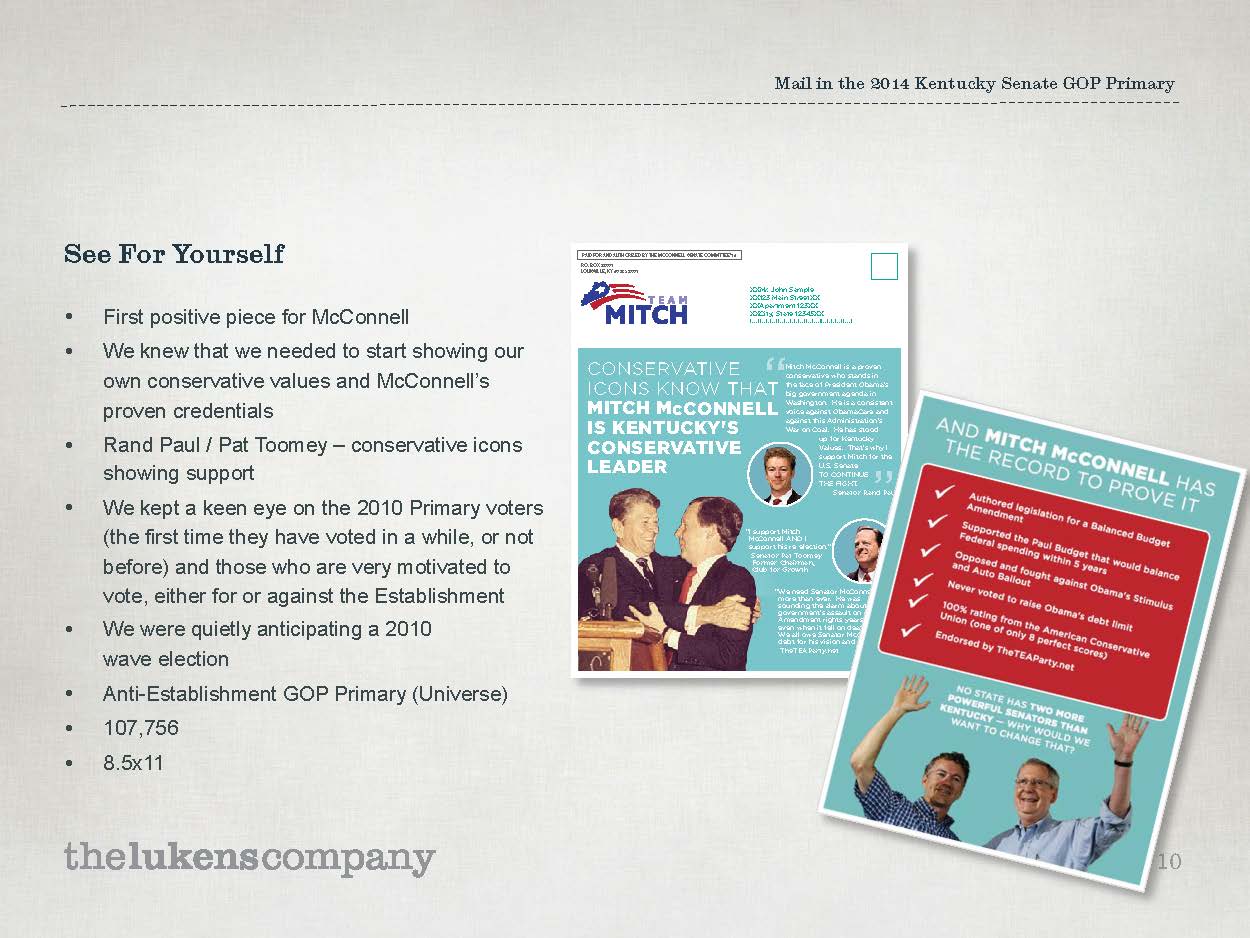 Mail in the 2014 Kentucky Senate GOP Primary
See For Yourself
• First positive piece for McConnell
• We knew that we needed to start showing our
own conservative values and McConnell's
proven credentials
• Rand Paul / Pat Toomey – conservative icons
showing support
• We kept a keen eye on the 2010 Primary voters
(the first time they have voted in a while, or not
before) and those who are very motivated to
vote, either for or against the Establishment
• We were quietly anticipating a 2010
wave election
• Anti-Establishment GOP Primary (Universe)
• 107,756
• 8.5x11
PAID FOR AND AUTHORIZED BY THE MCCONNELL SENATE COMMITTEE '14
P.O. BOX
LOUISVILLE, KY
TEAM
MITCH
XXMr. John Sample
XX123 Main StreetXX
XXApartment 123XX
XXCity, State 12345XX
CONSERVATIVE
ICONS KNOW THAT
MITCH McCONNELL
IS KENTUCKY'S
CONSERVATIVE
LEADER
“Mitch McConnell is a proven
conservative who stands in
the face of President Obama's
big government agenda in
Washington. He is a consistent
voice against ObamaCare and
against this Administration's
War on Coal. He has stood
up for Kentucky
Values. That's why I
support Mitch for the
U.S. Senate
TO CONTINUE
THE FIGHT.”
Senator Rand Paul
"I support Mitch
McConnell AND I
support his re election."
Senator Pat Toomey
Former Chairman,
Club for Growth
"We need Senator McConne
more than ever. He was
sounding the alarm about
government's assault on
Amendment rights years
even when it fell on dea
We all owe Senator McC
debt for his vision and
TheTEAParty.net
AND MITCH McCONNELL HAS
THE RECORD TO PROVE IT
Authored legislation for a Balanced Budget
Amendment
Supported the Paul Budget that would balance
Federal spending within 5 years
Opposed and fought against Obama's Stimulus
and Auto Bailout
Never voted to raise Obama's debt limit
100% rating from the American Conservative
Union (one of only 8 perfect scores)
Endorsed by TheTEAParty.net
NO STATE HAS TWO MORE
POWERFUL SENATORS THAN
KENTUCKY — WHY WOULD WE
WANT TO CHANGE THAT?
thelukenscompany
10